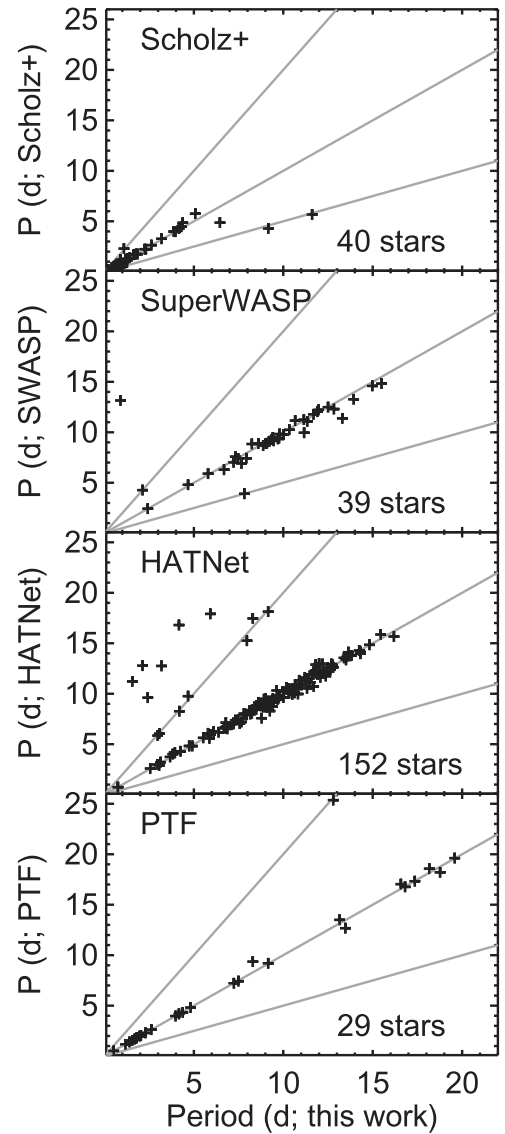 Scholz+
25
20
15
10
5
P (d; Scholz+)
40 stars
SuperWASP
25
20
15
10
5
P (d; SWASP)
39 stars
HATNet
25
20
15
10
5
P (d; HATNet)
152 stars
PTF
25
20
15
10
5
P (d; PTF)
29 stars
5 10 15 20
Period (d; this work)